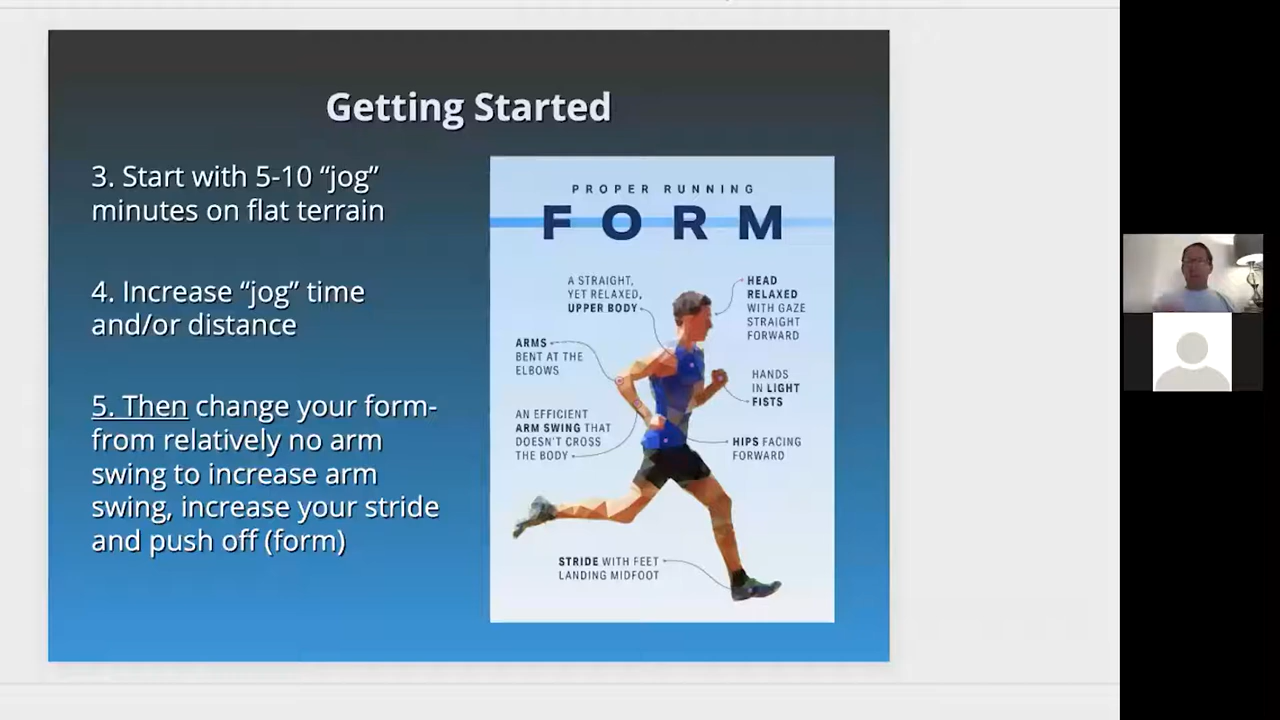 Getting Started
3. Start with 5-10 “jog”
minutes on flat terrain
4. Increase “jog” time
and/or distance
5. Then change your form-
from relatively no arm
swing to increase arm
swing, increase your stride
and push off (form)
PROPER RUNNING
FORM
A STRAIGHT,
YET RELAXED,
UPPER BODY
HEAD
RELAXED
WITH GAZE
STRAIGHT
FORWARD
ARMS
BENT AT THE
ELBOWS
HANDS
IN LIGHT
FISTS
AN EFFICIENT
ARM SWING THAT
DOESN'T CROSS
THE BODY
HIPS FACING
FORWARD
STRIDE WITH FEET
LANDING MIDFOOT